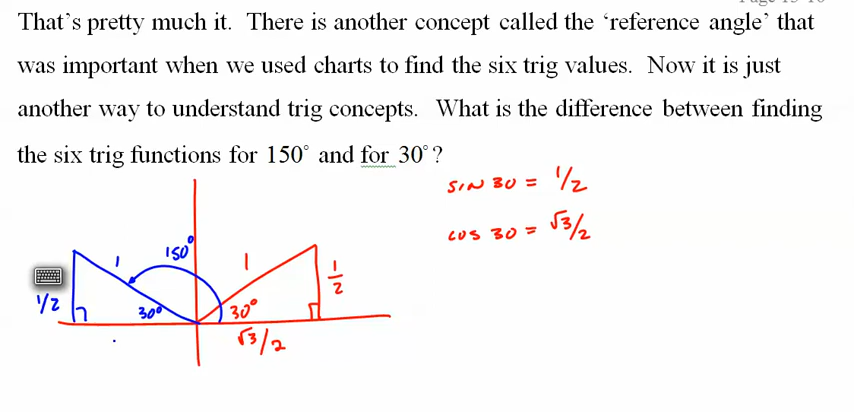 That's pretty much it. There is another concept called the 'reference angle' that
was important when we used charts to find the six trig values. Now it is just
another way to understand trig concepts. What is the difference between finding
the six trig functions for 150° and for 30°?
sin 30 = 1/2
cos 30 = √3/2
150°
1
1
1/2
1/2
30°
30°
√3/2